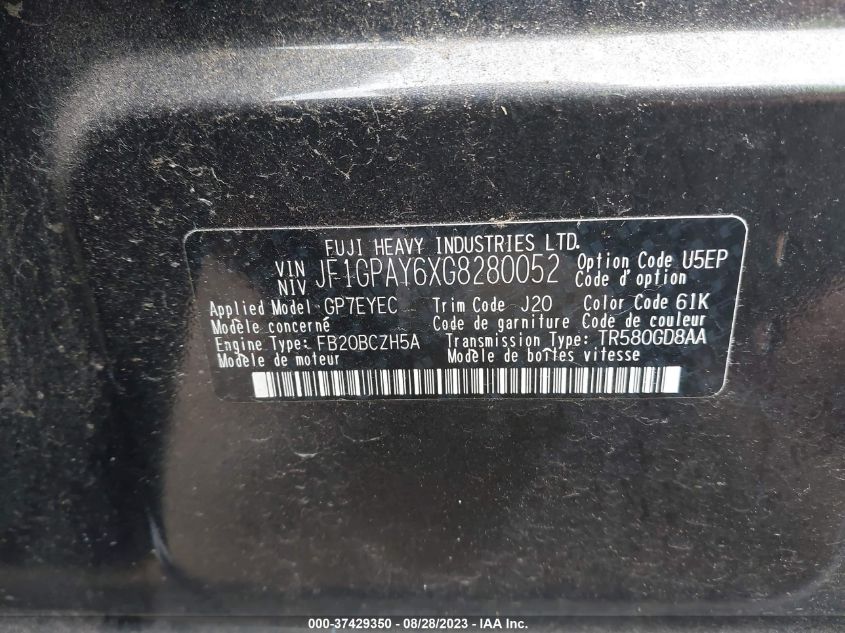 FUJI HEAVY INDUSTRIES LTD.
VIN JF1GPAY6XG8280052 Option Code U5EP
NIV Code d'option
Applied Model: GP7EYEC Trim Code J20 Color Code 61K
Modèle concerné Code de garniture Code de couleur
Engine Type: FB20BCZH5A Transmission Type: TR580GD8AA
Modèle de moteur Modèle de boîtes vitesse
000-37429350 | 08/28/2023 | © IAA Holdings, LLC.